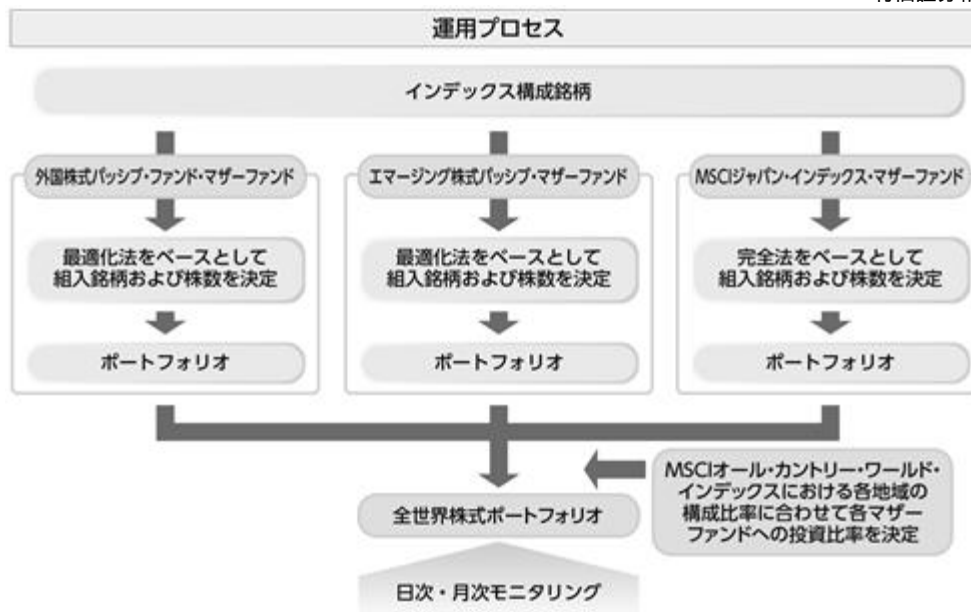 運用プロセス
インデックス構成銘柄
外国株式パッシブ・ファンド・マザーファンド
エマージング株式パッシブ・マザーファンド
MSCIジャパン・インデックス・マザーファンド
最適化法をベースとして
組入銘柄および株数を決定
最適化法をベースとして
組入銘柄および株数を決定
完全法をベースとして
組入銘柄および株数を決定
ポートフォリオ
ポートフォリオ
ポートフォリオ
MSCIオール・カントリー・ワールド・
インデックスにおける各地域の
構成比率に合わせて各マザー
ファンドへの投資比率を決定
全世界株式ポートフォリオ
日次・月次モニタリング